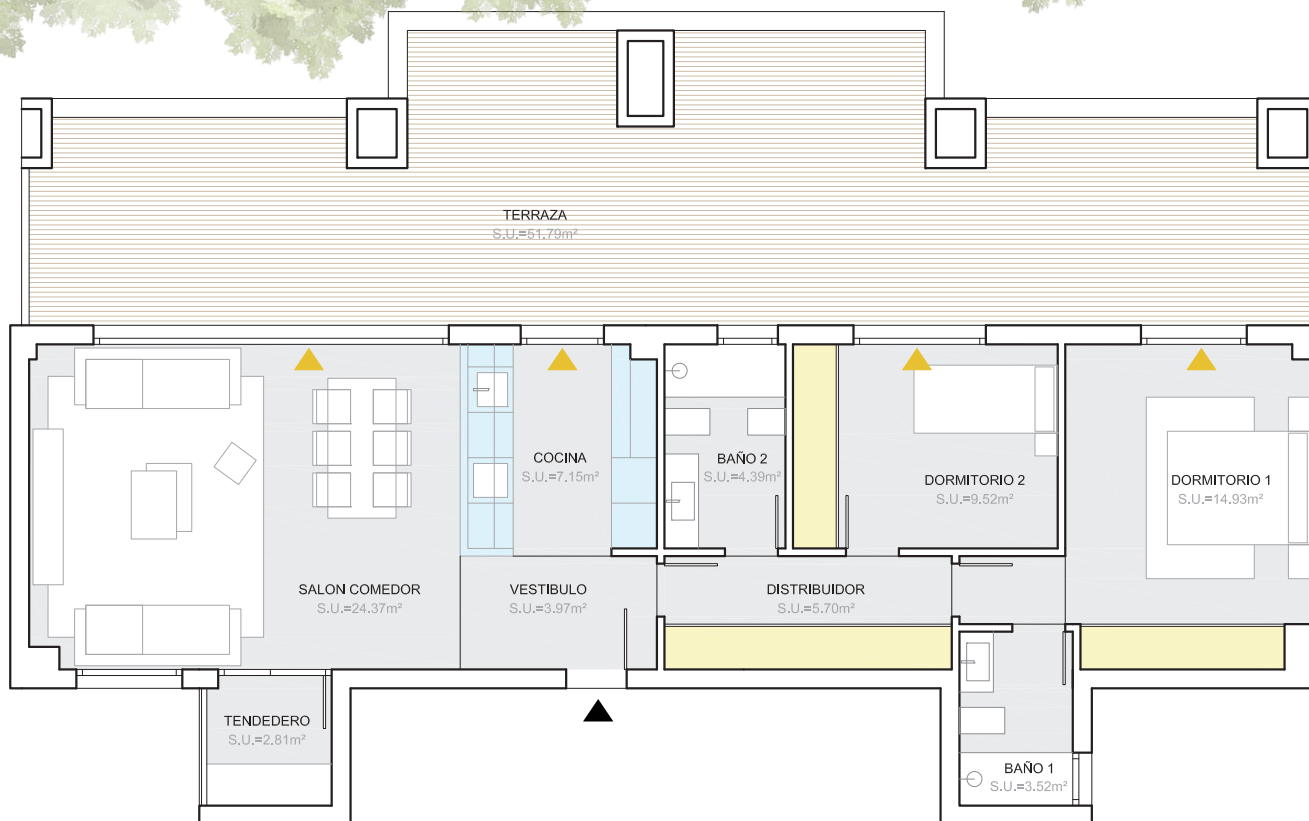 TERRAZA
S.U.=51.79m²
COCINA
S.U.=7.15m²
BAÑO 2
S.U.=4.39m²
DORMITORIO 2
S.U.=9.52m²
DORMITORIO 1
S.U.=14.93m²
SALON COMEDOR
S.U.=24.37m²
VESTIBULO
S.U.=3.97m²
DISTRIBUIDOR
S.U.=5.70m²
TENDEDERO
S.U.=2.81m²
BAÑO 1
S.U.=3.52m²